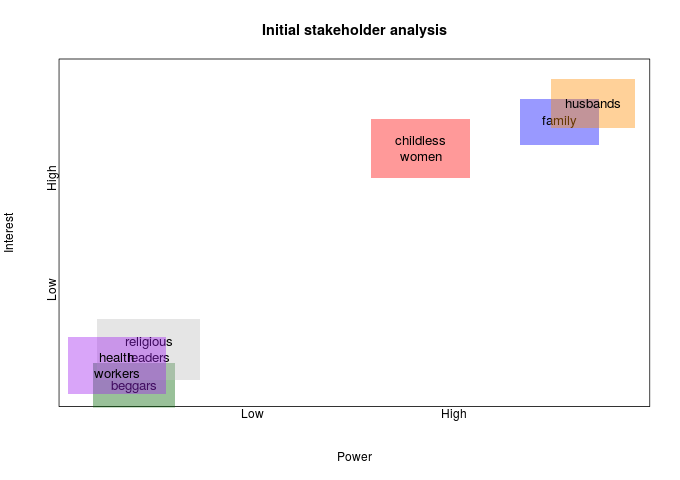 Initial stakeholder analysis
husbands
family
childless
women
High
Interest
Low
religious
leaders
health
workers
beggars
Low
High
Power